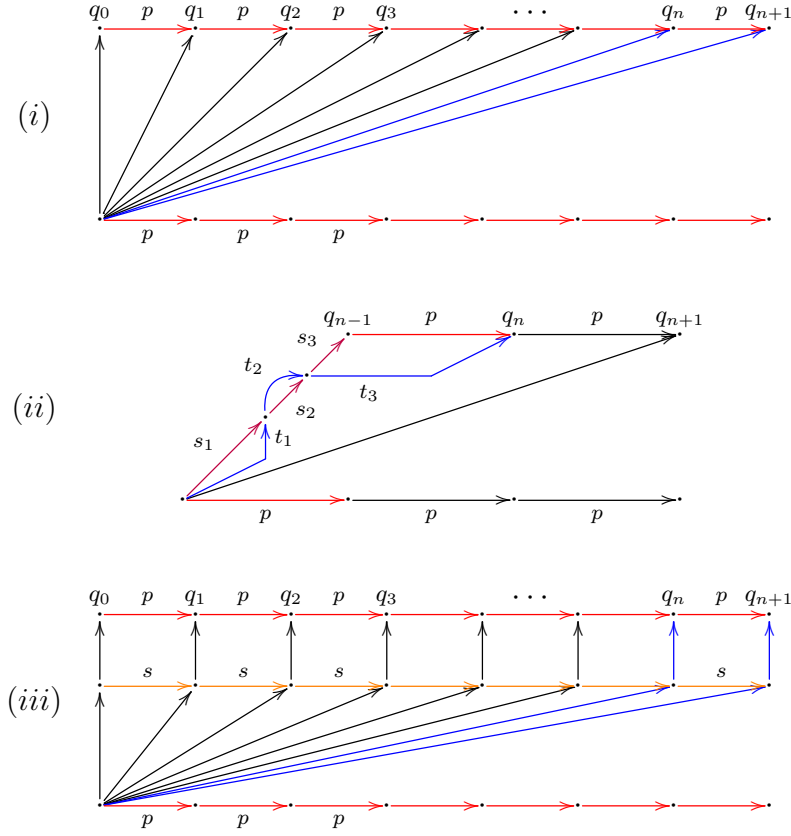 q₀ p q₁ p q₂ p q₃ ⋯ qₙ p qₙ₊₁
(i)
p p p
qₙ₋₁ p qₙ p qₙ₊₁
s₃
t₂
t₃
(ii)
s₂
s₁ t₁
p p p
q₀ p q₁ p q₂ p q₃ ⋯ qₙ p qₙ₊₁
s s s s
(iii)
p p p